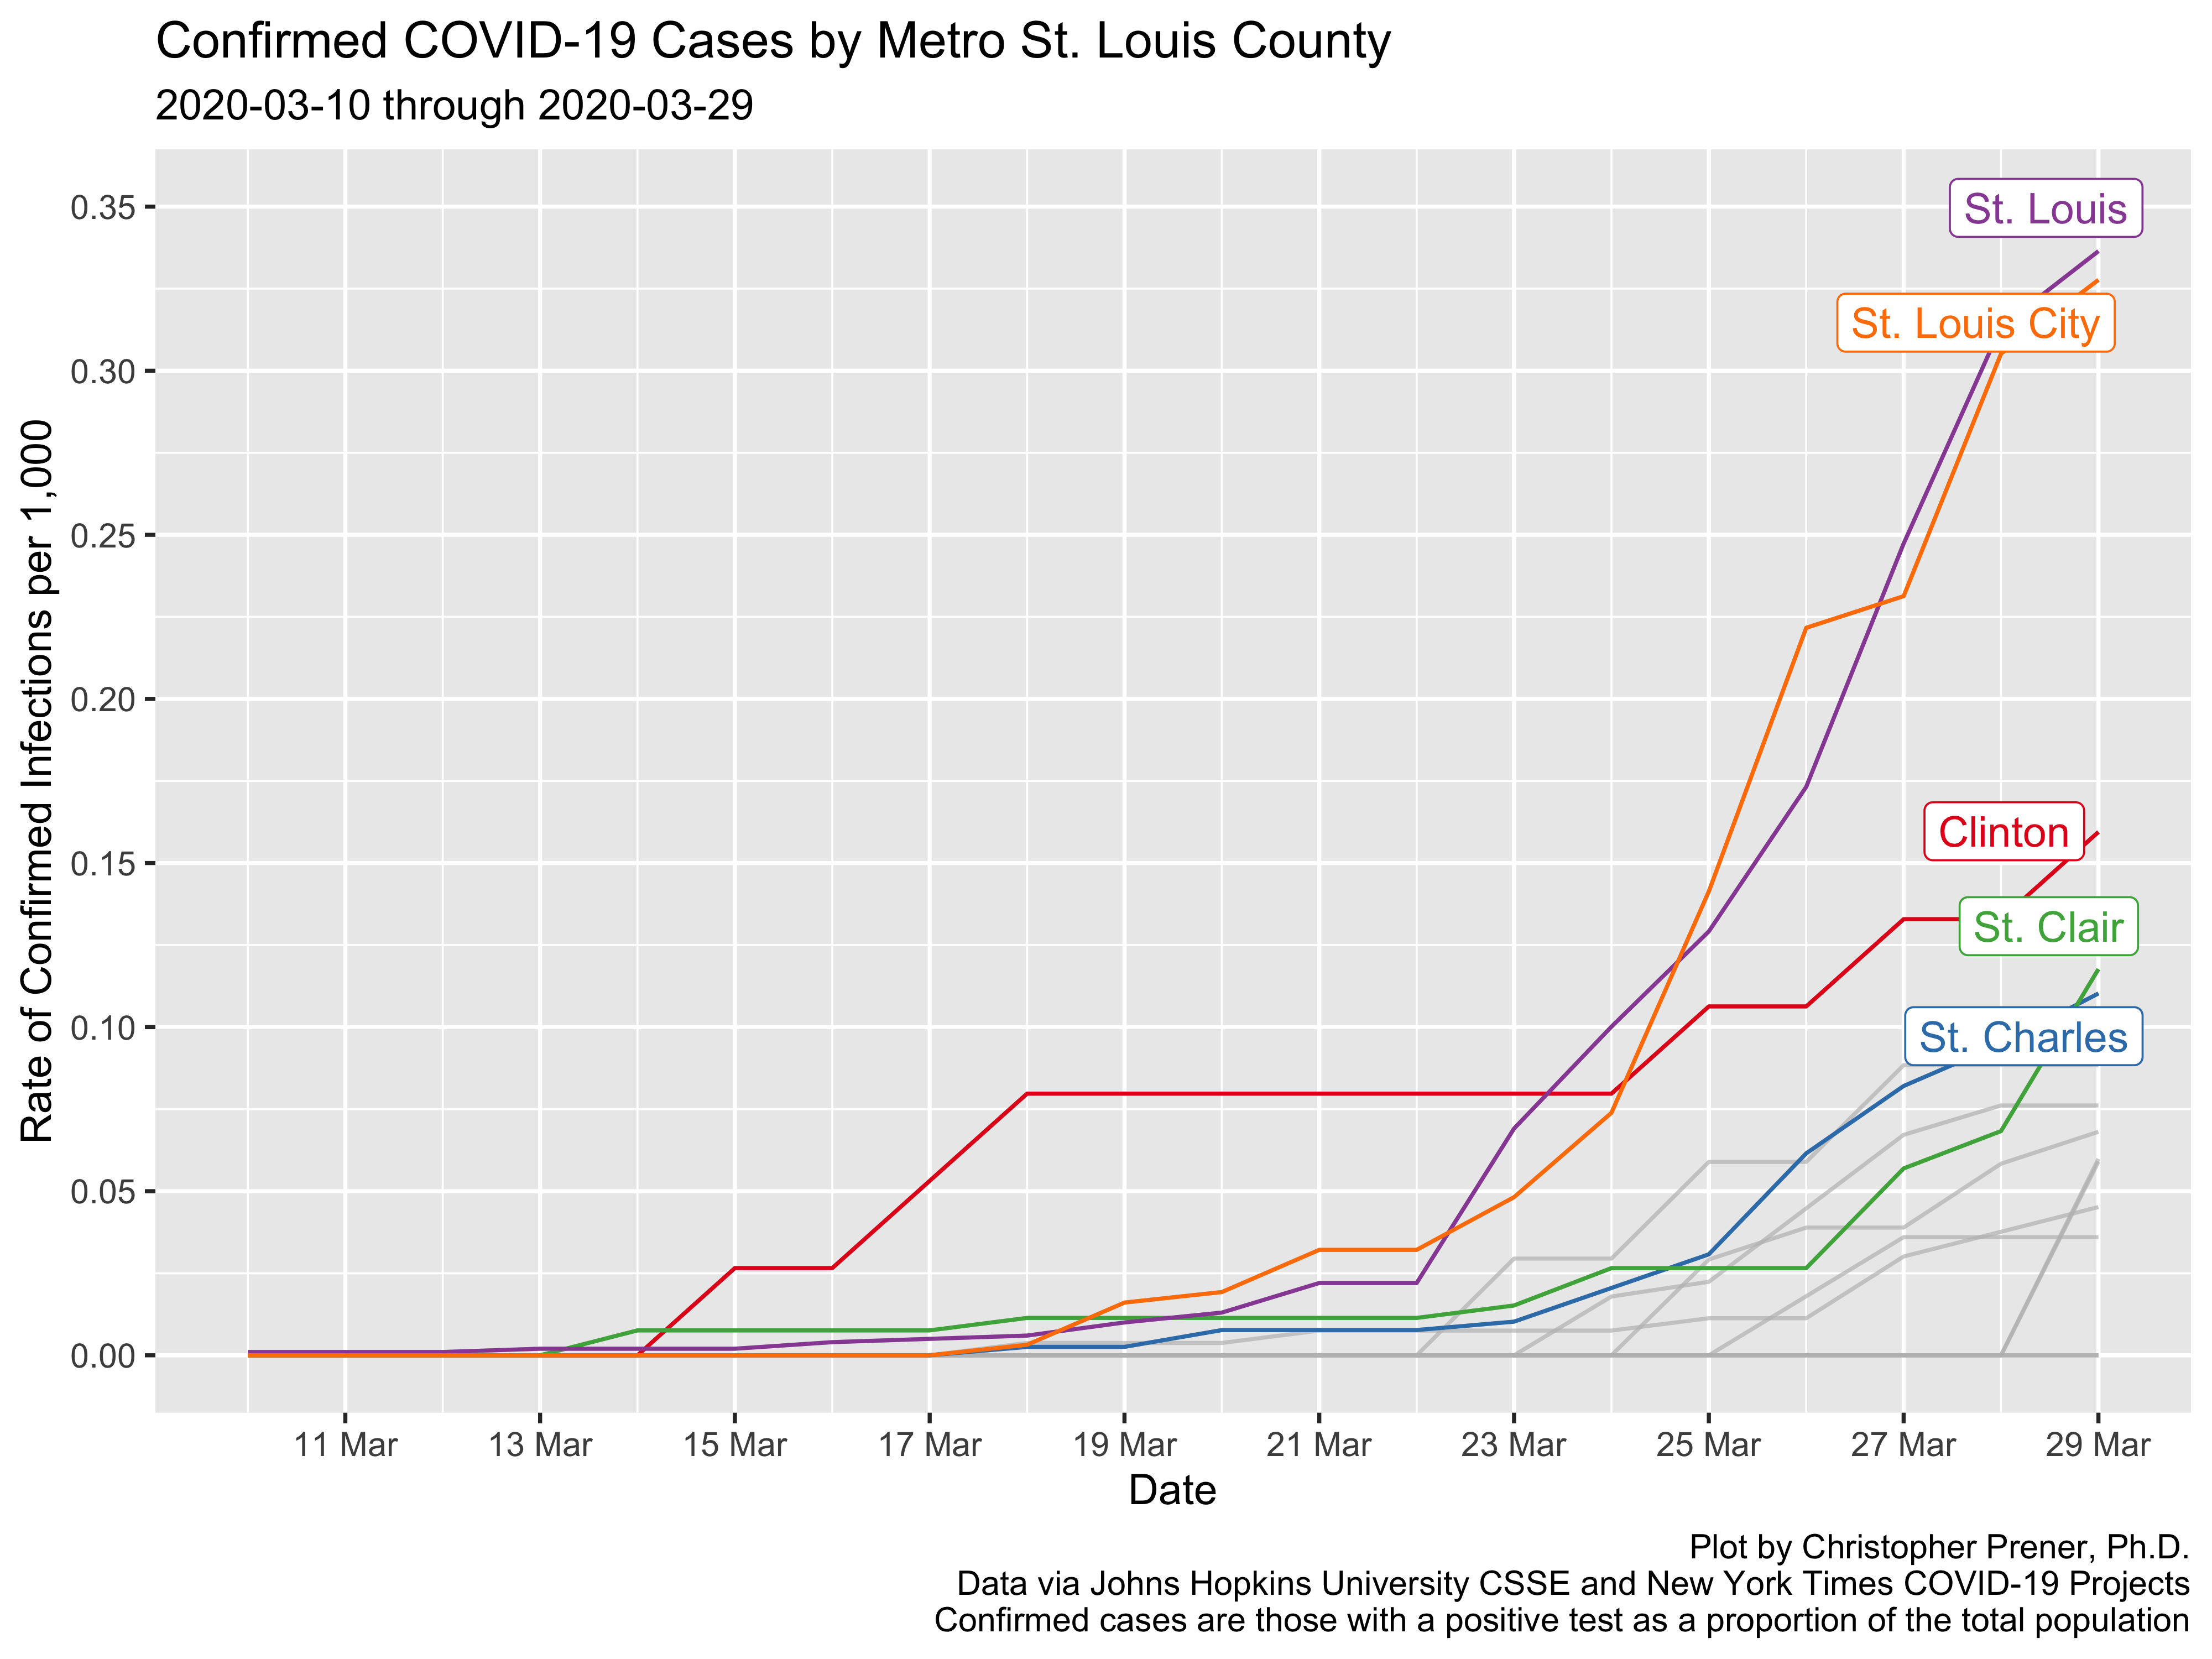 Confirmed COVID-19 Cases by Metro St. Louis County
2020-03-10 through 2020-03-29
Rate of Confirmed Infections per 1,000
0.35
0.30
0.25
0.20
0.15
0.10
0.05
0.00
St. Louis
St. Louis City
Clinton
St. Clair
St. Charles
11 Mar
13 Mar
15 Mar
17 Mar
19 Mar
21 Mar
23 Mar
25 Mar
27 Mar
29 Mar
Date
Plot by Christopher Prener, Ph.D.
Data via Johns Hopkins University CSSE and New York Times COVID-19 Projects
Confirmed cases are those with a positive test as a proportion of the total population